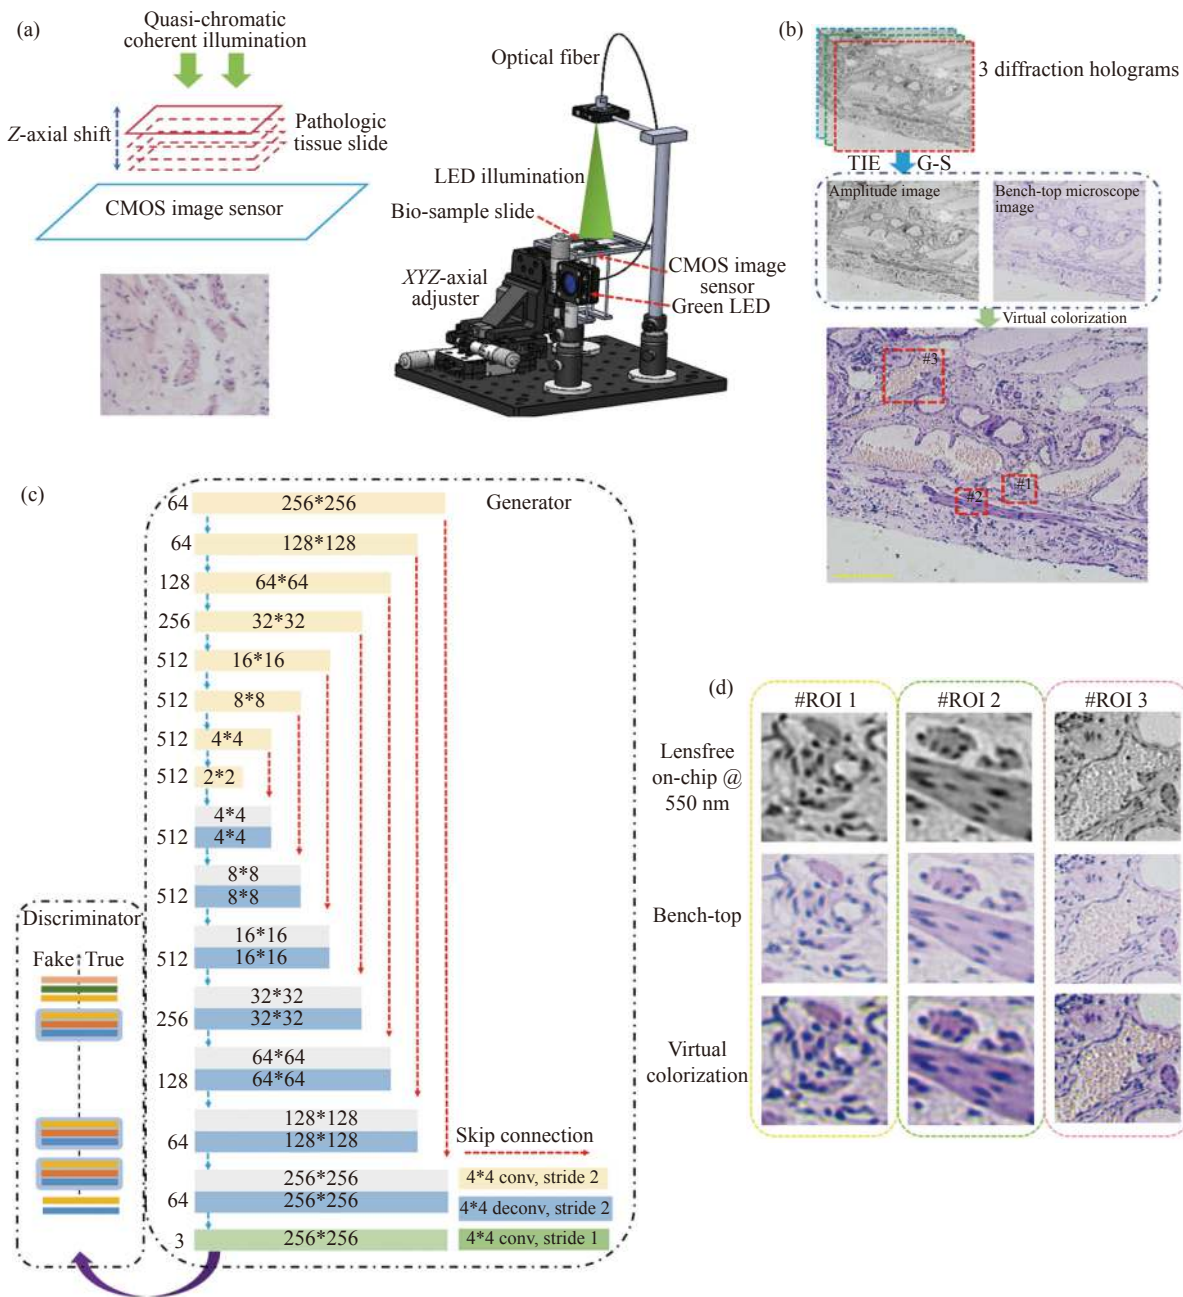 (a)
Quasi-chromatic
coherent illumination
Z-axial shift
Pathologic
tissue slide
CMOS image sensor
Optical fiber
LED illumination
Bio-sample slide
XYZ-axial
adjuster
CMOS image
sensor
Green LED
(b)
3 diffraction holograms
TIE
G-S
Amplitude image
Bench-top microscope
image
Virtual colorization
#3
#1
#2
(c)
Generator
64 256*256
64 128*128
128 64*64
256 32*32
512 16*16
512 8*8
512 4*4
512 2*2
4*4
512 4*4
8*8
512 8*8
16*16
512 16*16
32*32
256 32*32
64*64
128 64*64
128*128
64 128*128
256*256
64 256*256
3 256*256
Skip connection
4*4 conv, stride 2
4*4 deconv, stride 2
4*4 conv, stride 1
Discriminator
Fake True
(d)
#ROI 1
#ROI 2
#ROI 3
Lensfree
on-chip @
550 nm
Bench-top
Virtual
colorization